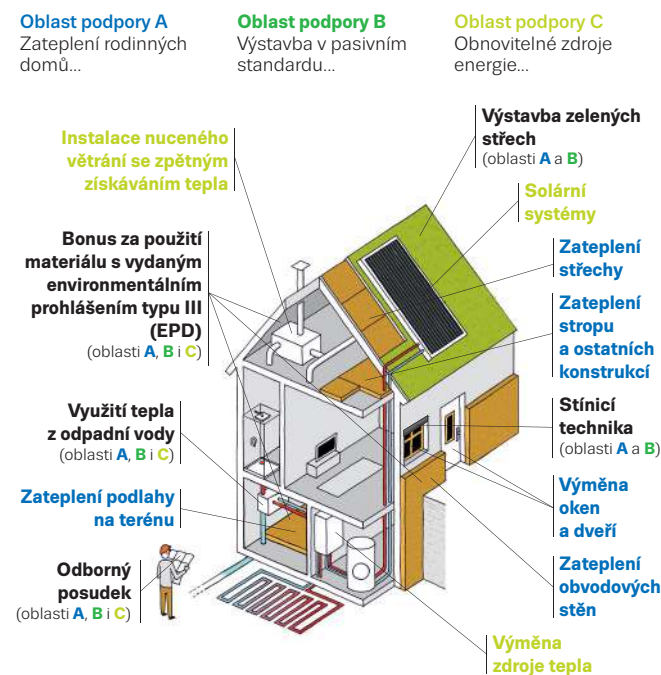 Oblast podpory A
Zateplení rodinných
domů...
Oblast podpory B
Výstavba v pasivním
standardu...
Oblast podpory C
Obnovitelné zdroje
energie...
Instalace nuceného
větrání se zpětným
získáváním tepla
Bonus za použití
materiálu s vydaným
environmentálním
prohlášením typu III
(EPD)
(oblasti A, B i C)
Využití tepla
z odpadní vody
(oblasti A, B i C)
Zateplení podlahy
na terénu
Odborný
posudek
(oblasti A, B i C)
Výstavba zelených
střech
(oblasti A a B)
Solární
systémy
Zateplení
střechy
Zateplení
stropu
a ostatních
konstrukcí
Stínicí
technika
(oblasti A a B)
Výměna
oken
a dveří
Zateplení
obvodových
stěn
Výměna
zdroje tepla